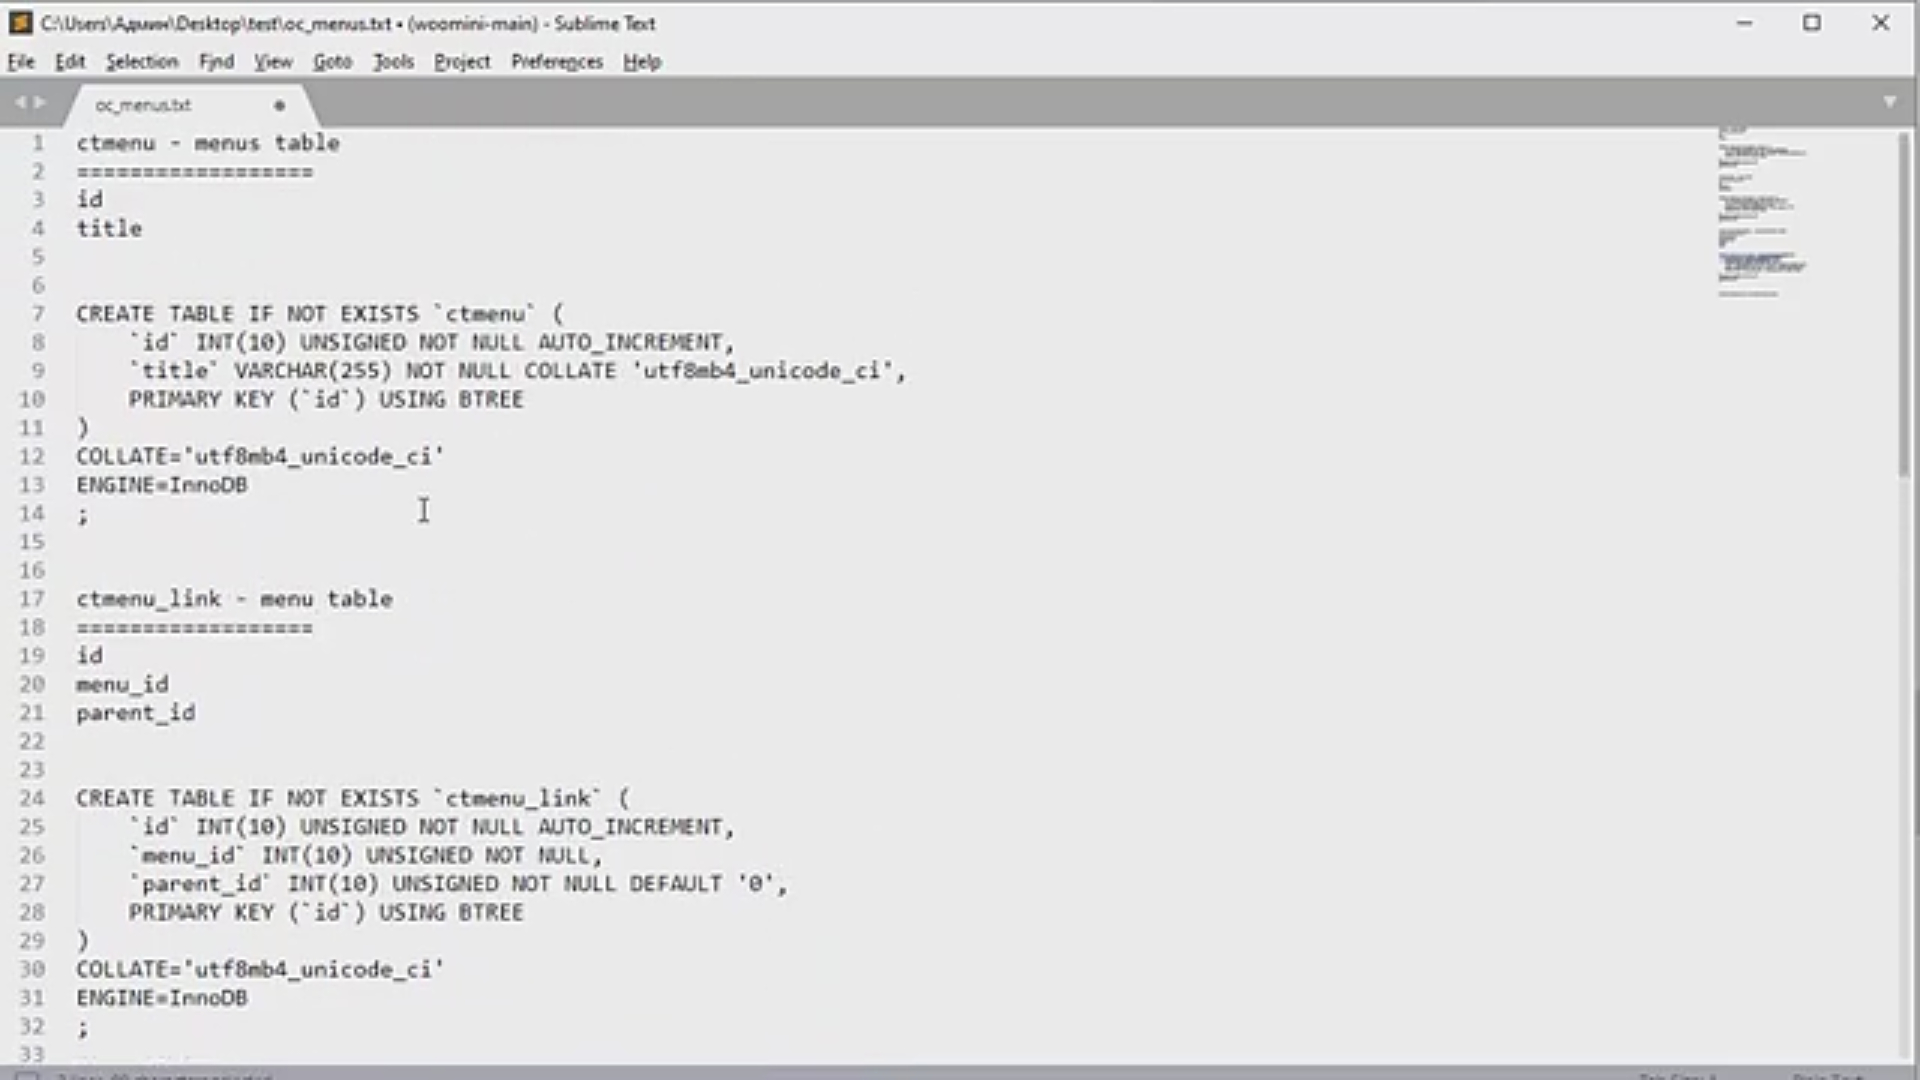 C:\Users\Админ\Desktop\test\oc_menus.txt • (woomini-main) - Sublime Text
File Edit Selection Find View Goto Tools Project Preferences Help
oc_menus.txt
1 ctmenu - menus table
2 ==================
3 id
4 title
5
6
7 CREATE TABLE IF NOT EXISTS `ctmenu` (
8 `id` INT(10) UNSIGNED NOT NULL AUTO_INCREMENT,
9 `title` VARCHAR(255) NOT NULL COLLATE 'utf8mb4_unicode_ci',
10 PRIMARY KEY (`id`) USING BTREE
11 )
12 COLLATE='utf8mb4_unicode_ci'
13 ENGINE=InnoDB
14 ;
15
16
17 ctmenu_link - menu table
18 ==================
19 id
20 menu_id
21 parent_id
22
23
24 CREATE TABLE IF NOT EXISTS `ctmenu_link` (
25 `id` INT(10) UNSIGNED NOT NULL AUTO_INCREMENT,
26 `menu_id` INT(10) UNSIGNED NOT NULL,
27 `parent_id` INT(10) UNSIGNED NOT NULL DEFAULT '0',
28 PRIMARY KEY (`id`) USING BTREE
29 )
30 COLLATE='utf8mb4_unicode_ci'
31 ENGINE=InnoDB
32 ;
33